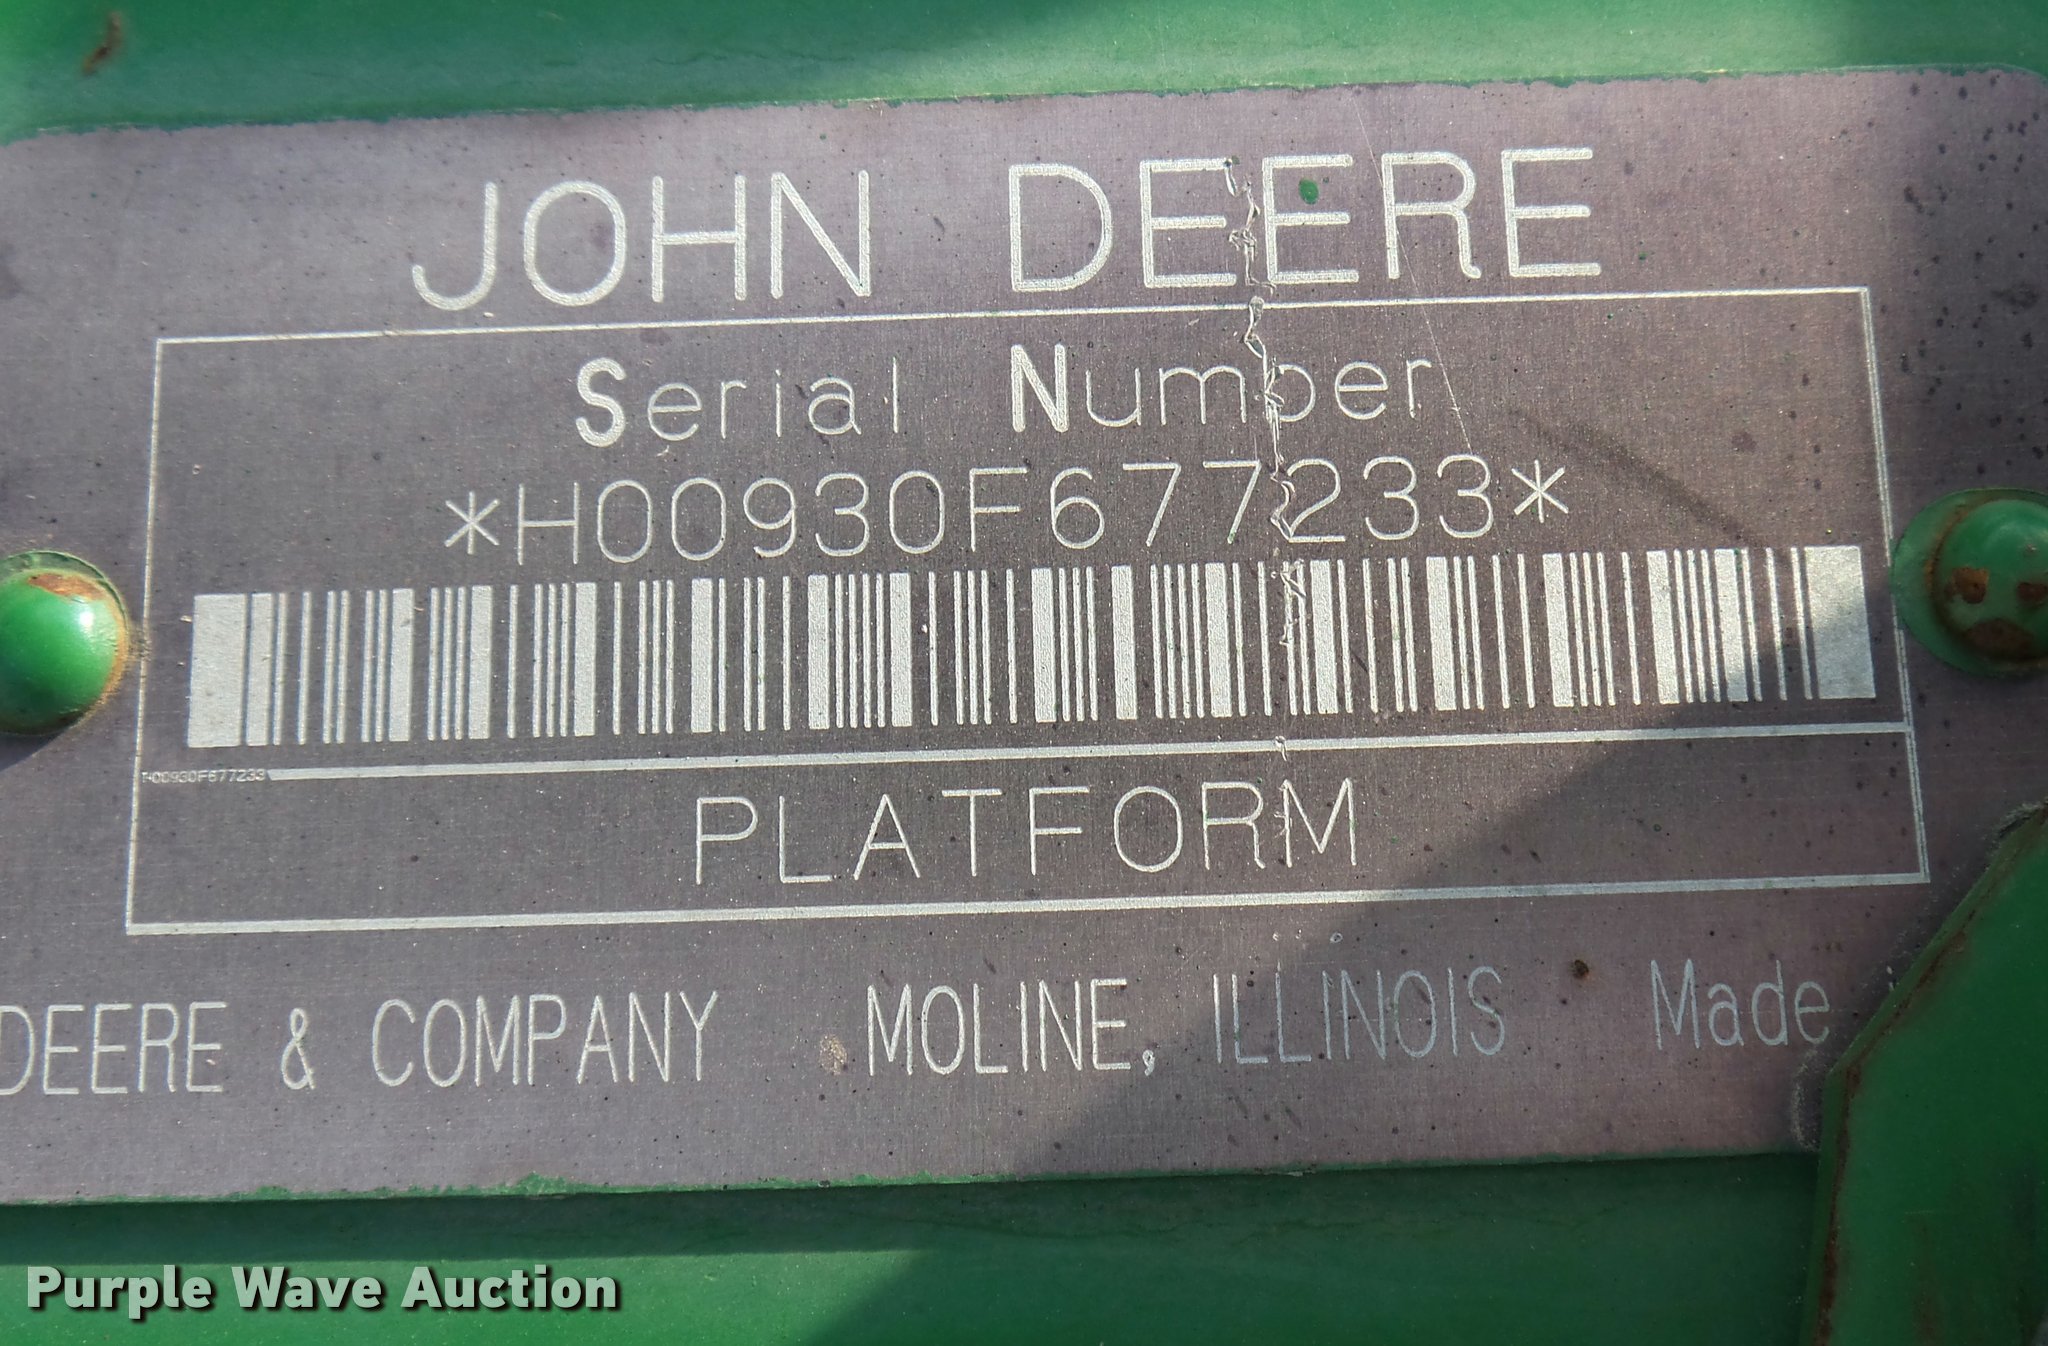 JOHN DEERE
Serial Number
*H00930F677233*
H00930F677233
PLATFORM
DEERE & COMPANY MOLINE, ILLINOIS Made
Purple Wave Auction